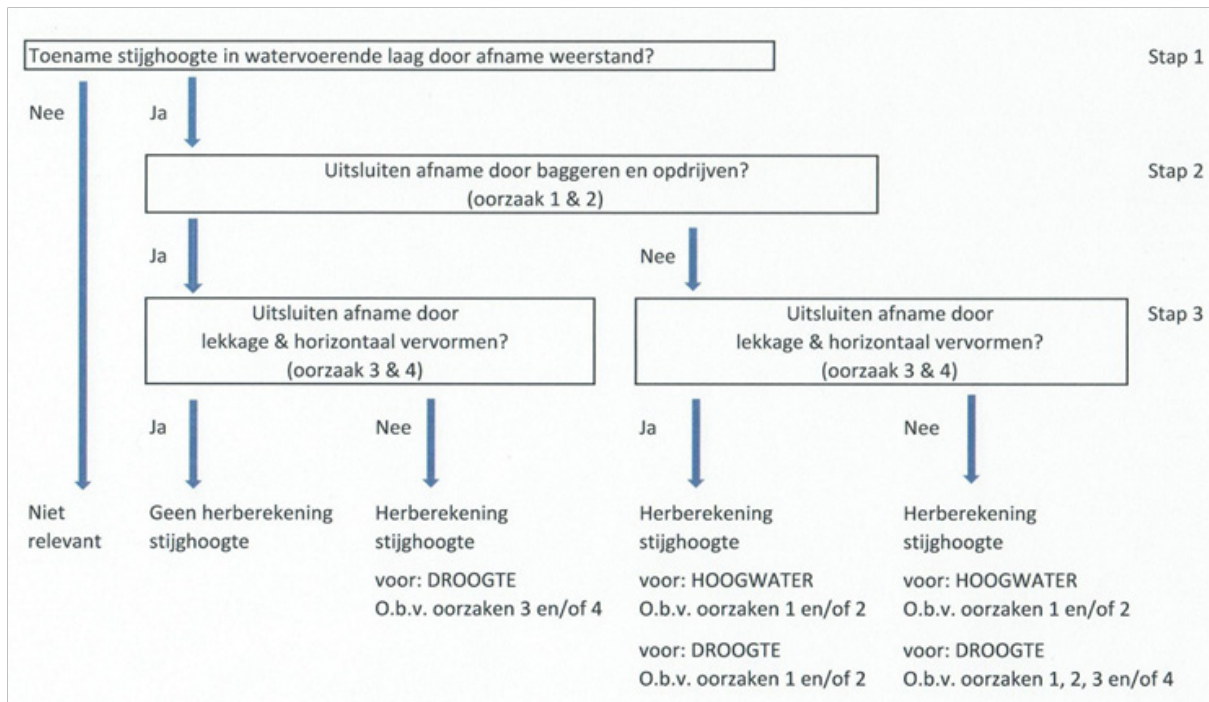 Toename stijghoogte in watervoerende laag door afname weerstand?
Stap 1
Nee
Ja
Uitsluiten afname door baggeren en opdrijven?
(oorzaak 1 & 2)
Stap 2
Ja
Nee
Uitsluiten afname door
lekkage & horizontaal vervormen?
(oorzaak 3 & 4)
Uitsluiten afname door
lekkage & horizontaal vervormen?
(oorzaak 3 & 4)
Stap 3
Ja
Nee
Ja
Nee
Niet
relevant
Geen herberekening
stijghoogte
Herberekening
stijghoogte
voor: DROOGTE
O.b.v. oorzaken 3 en/of 4
Herberekening
stijghoogte
voor: HOOGWATER
O.b.v. oorzaken 1 en/of 2
voor: DROOGTE
O.b.v. oorzaken 1 en/of 2
Herberekening
stijghoogte
voor: HOOGWATER
O.b.v. oorzaken 1 en/of 2
voor: DROOGTE
O.b.v. oorzaken 1, 2, 3 en/of 4